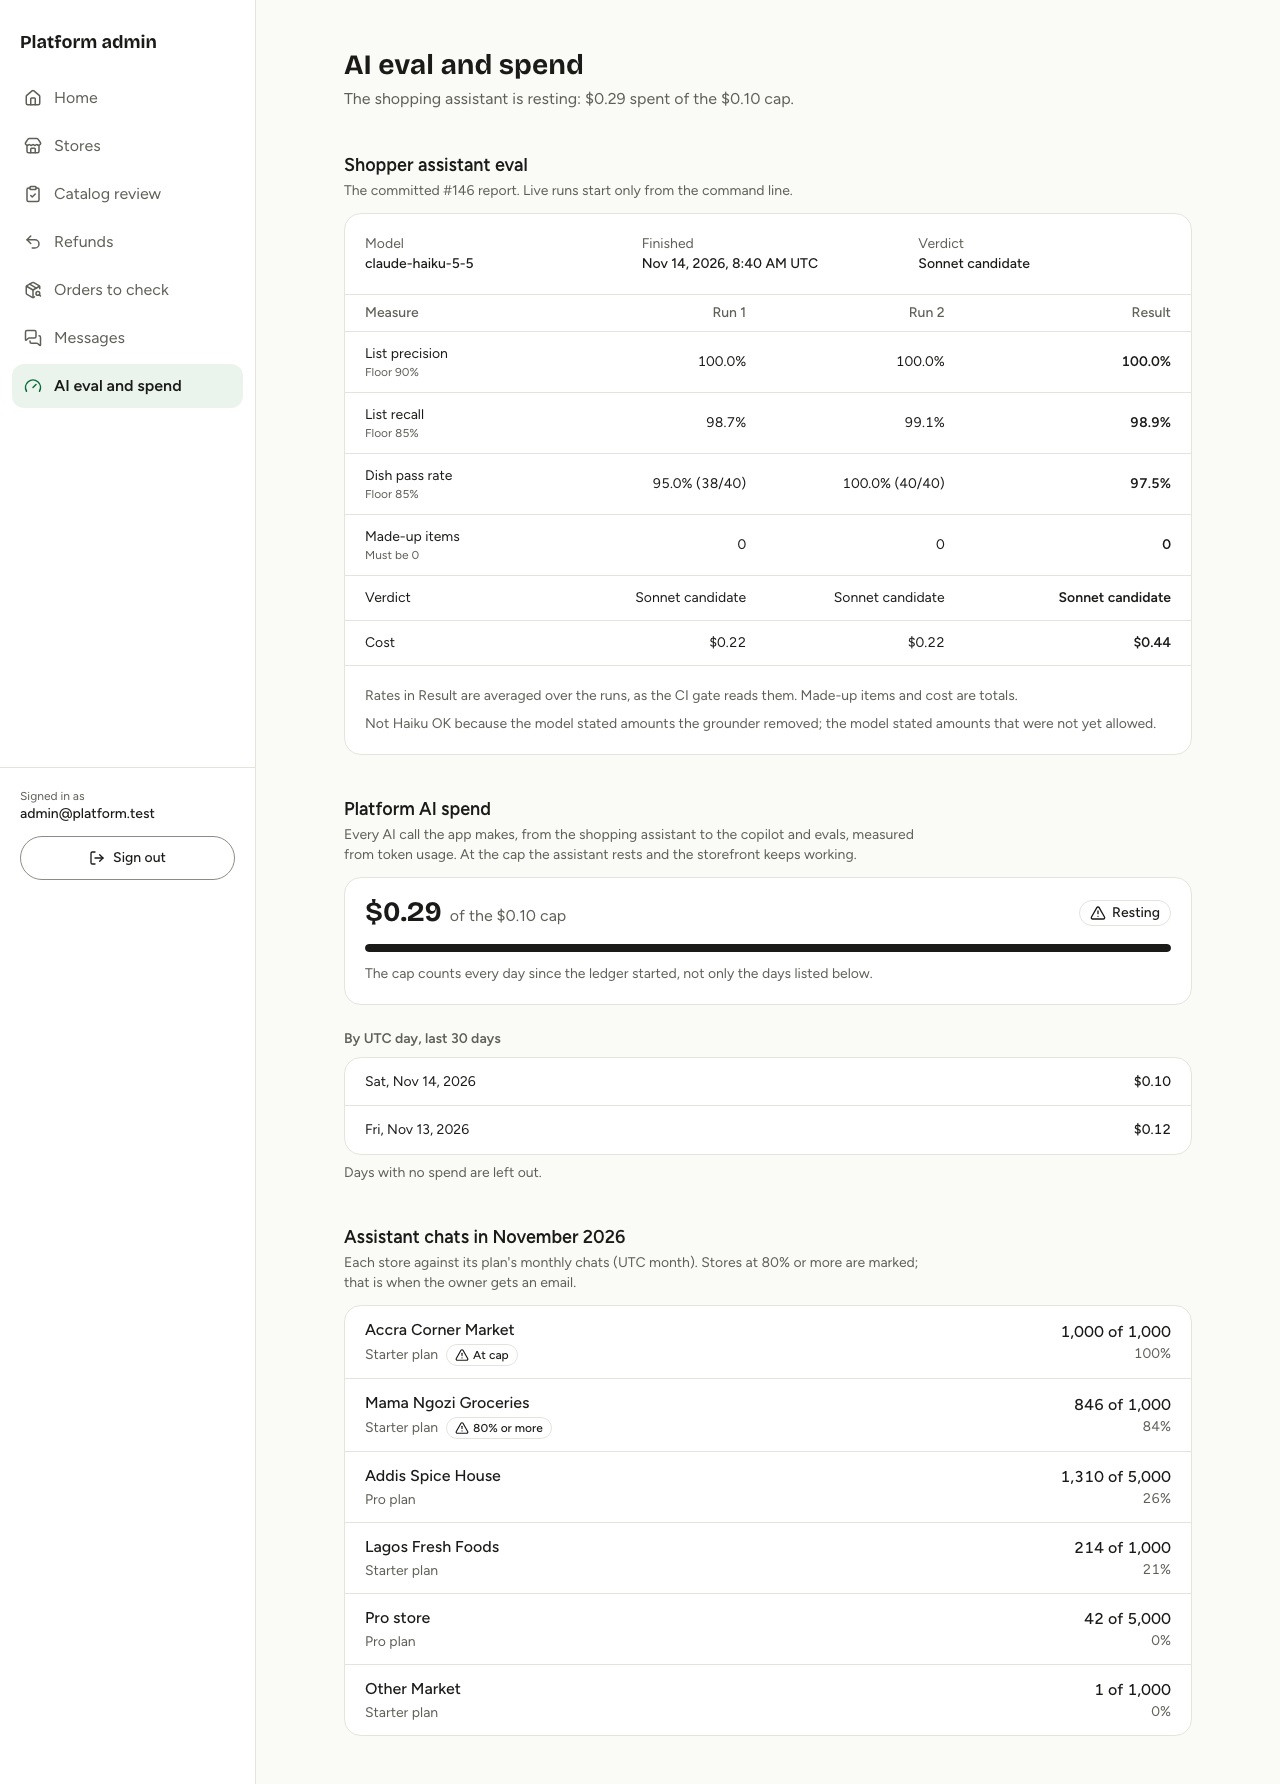 Platform admin
Home
Stores
Catalog review
Refunds
Orders to check
Messages
AI eval and spend
Signed in as
admin@platform.test
Sign out
AI eval and spend
The shopping assistant is resting: $0.29 spent of the $0.10 cap.
Shopper assistant eval
The committed #146 report. Live runs start only from the command line.
Model Finished Verdict
claude-haiku-5-5 Nov 14, 2026, 8:40 AM UTC Sonnet candidate
Measure Run 1 Run 2 Result
List precision 100.0% 100.0% 100.0%
Floor 90%
List recall 98.7% 99.1% 98.9%
Floor 85%
Dish pass rate 95.0% (38/40) 100.0% (40/40) 97.5%
Floor 85%
Made-up items 0 0 0
Must be 0
Verdict Sonnet candidate Sonnet candidate Sonnet candidate
Cost $0.22 $0.22 $0.44
Rates in Result are averaged over the runs, as the CI gate reads them. Made-up items and cost are totals.
Not Haiku OK because the model stated amounts the grounder removed; the model stated amounts that were not yet allowed.
Platform AI spend
Every AI call the app makes, from the shopping assistant to the copilot and evals, measured
from token usage. At the cap the assistant rests and the storefront keeps working.
$0.29 of the $0.10 cap Resting
The cap counts every day since the ledger started, not only the days listed below.
By UTC day, last 30 days
Sat, Nov 14, 2026 $0.10
Fri, Nov 13, 2026 $0.12
Days with no spend are left out.
Assistant chats in November 2026
Each store against its plan's monthly chats (UTC month). Stores at 80% or more are marked;
that is when the owner gets an email.
Accra Corner Market 1,000 of 1,000
Starter plan At cap 100%
Mama Ngozi Groceries 846 of 1,000
Starter plan 80% or more 84%
Addis Spice House 1,310 of 5,000
Pro plan 26%
Lagos Fresh Foods 214 of 1,000
Starter plan 21%
Pro store 42 of 5,000
Pro plan 0%
Other Market 1 of 1,000
Starter plan 0%